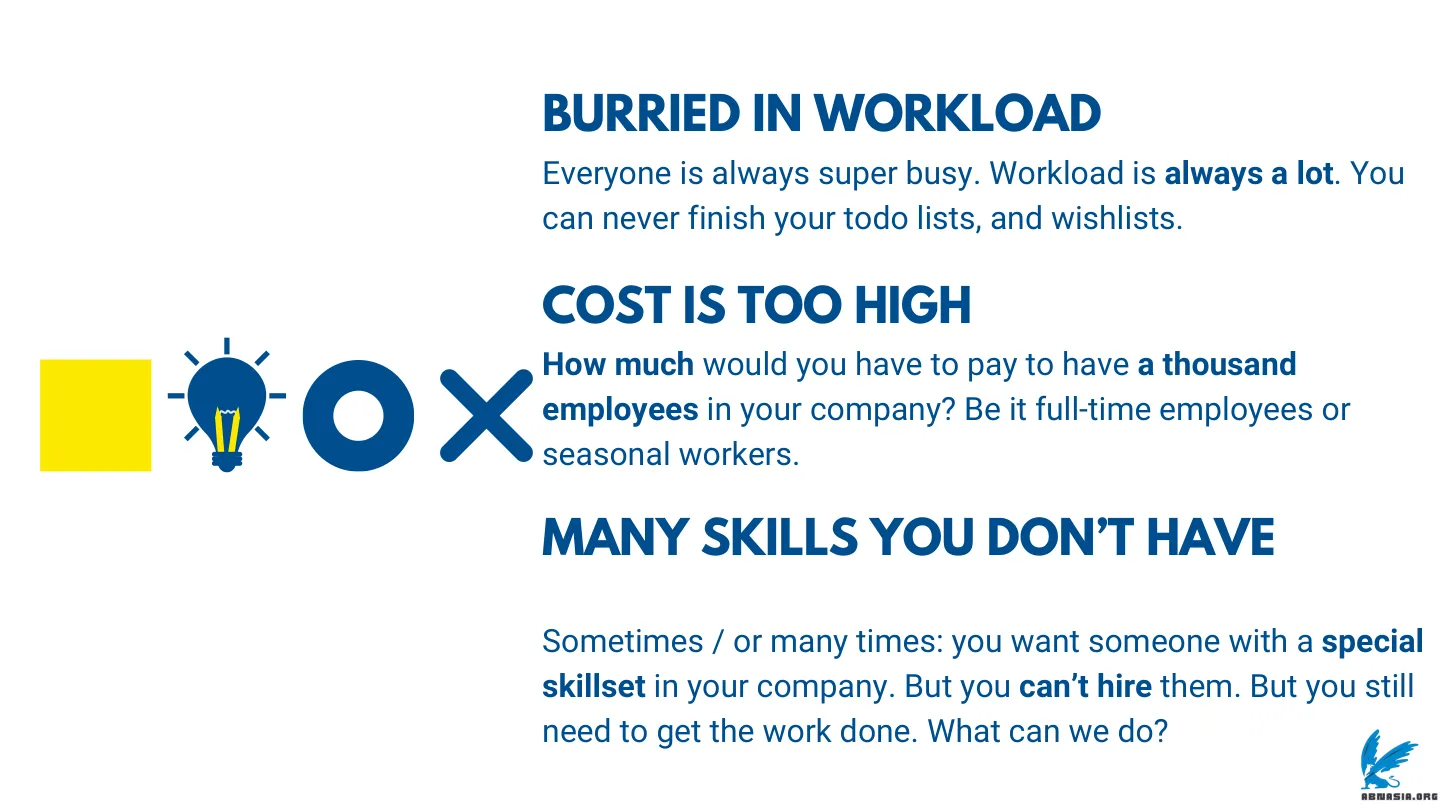 BURRIED IN WORKLOAD
Everyone is always super busy. Workload is always a lot. You
can never finish your todo lists, and wishlists.
COST IS TOO HIGH
How much would you have to pay to have a thousand
employees in your company? Be it full-time employees or
seasonal workers.
MANY SKILLS YOU DON’T HAVE
Sometimes / or many times: you want someone with a special
skillset in your company. But you can’t hire them. But you still
need to get the work done. What can we do?
ABNASIA.ORG